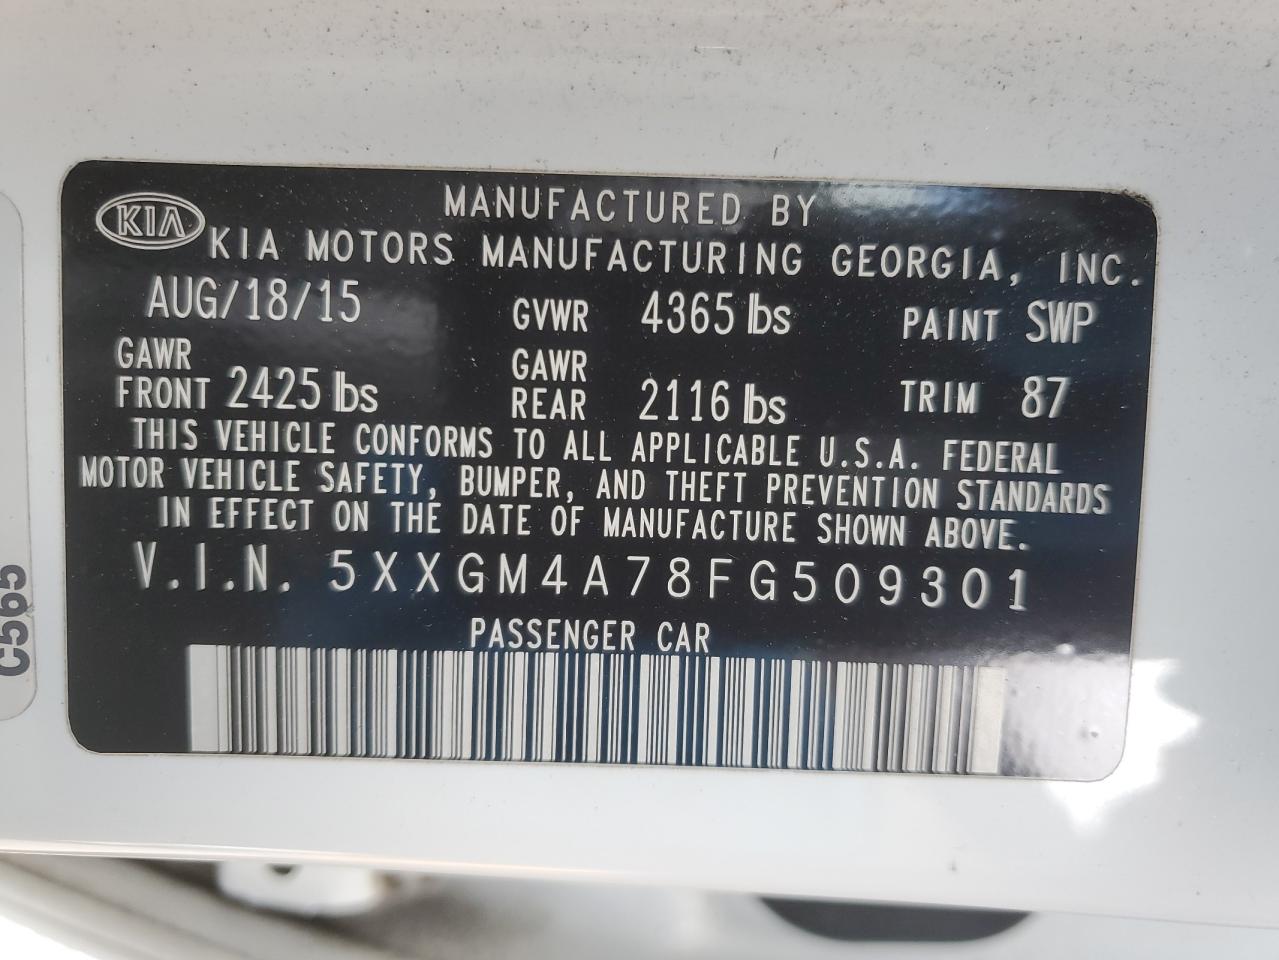 MANUFACTURED BY
KIA KIA MOTORS MANUFACTURING GEORGIA, INC.
AUG/18/15 GVWR 4365 lbs PAINT SWP
GAWR FRONT 2425 lbs GAWR REAR 2116 lbs TRIM 87
THIS VEHICLE CONFORMS TO ALL APPLICABLE U.S.A. FEDERAL
MOTOR VEHICLE SAFETY, BUMPER, AND THEFT PREVENTION STANDARDS
IN EFFECT ON THE DATE OF MANUFACTURE SHOWN ABOVE.
V.I.N. 5XXGM4A78FG509301
PASSENGER CAR
C565